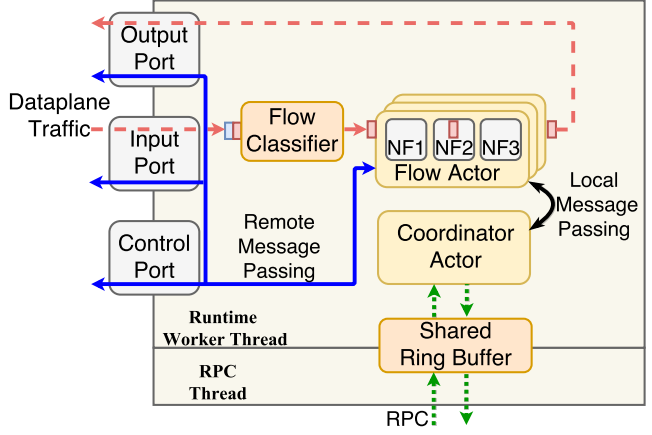 Output
Port
Dataplane
Traffic
Input
Port
Flow
Classifier
NF1
NF2
NF3
Flow Actor
Local
Message
Passing
Control
Port
Remote
Message
Passing
Coordinator
Actor
Runtime
Worker Thread
Shared
Ring Buffer
RPC
Thread
RPC